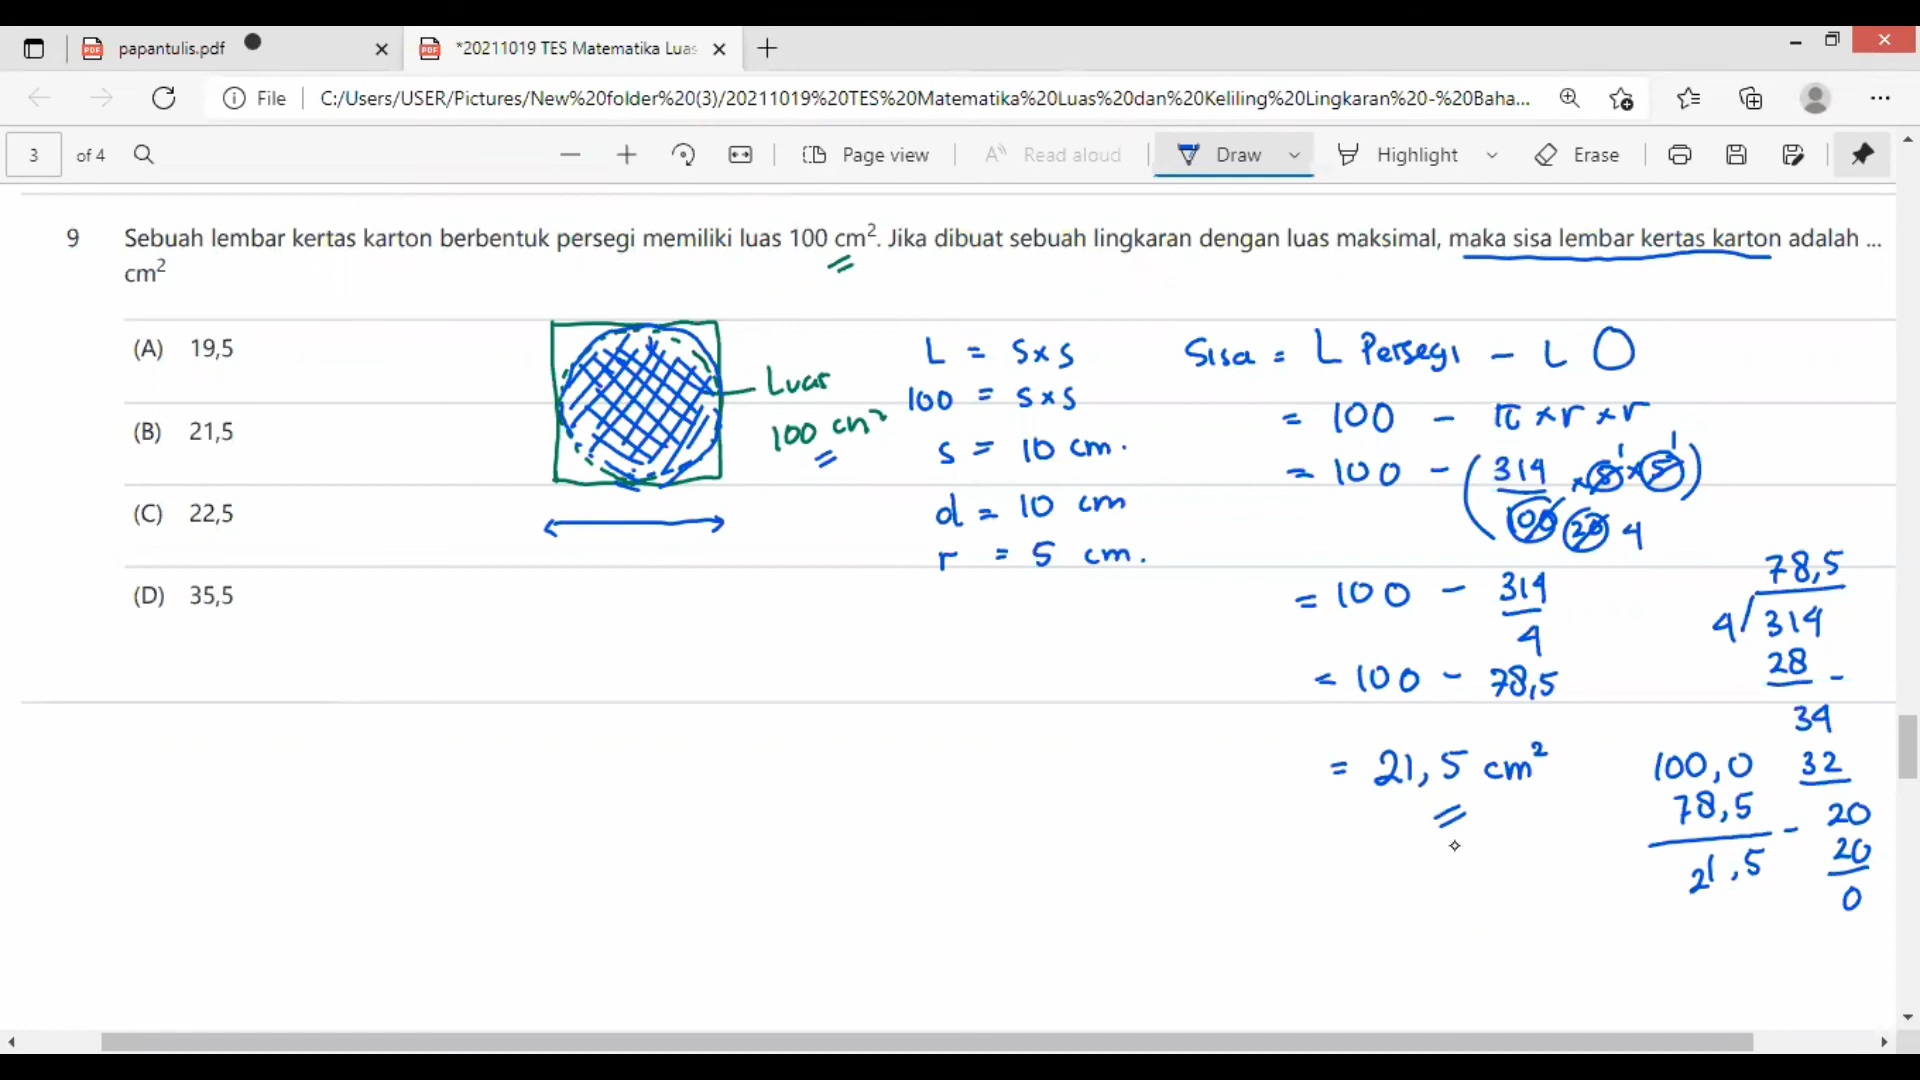 papantulis.pdf
*20211019 TES Matematika Luas
File
C:/Users/USER/Pictures/New%20folder%20(3)/20211019%20TES%20Matematika%20Luas%20dan%20Keliling%20Lingkaran%20-%20Baha...
3 of 4
Page view
Read aloud
Draw
Highlight
Erase
9 Sebuah lembar kertas karton berbentuk persegi memiliki luas 100 cm². Jika dibuat sebuah lingkaran dengan luas maksimal, maka sisa lembar kertas karton adalah ...
cm²
(A) 19,5
(B) 21,5
(C) 22,5
(D) 35,5
Luas
100 cm²
L = s x s
100 = s x s
s = 10 cm.
d = 10 cm
r = 5 cm.
Sisa = L Persegi - L O
= 100 - π x r x r
= 100 - (314 x 5 x 5)
1 1
100 20 4
= 100 - 314
4
= 100 - 78,5
= 21,5 cm²
78,5
4 314
28 -
34
32
20
20
0
100,0
78,5 -
21,5